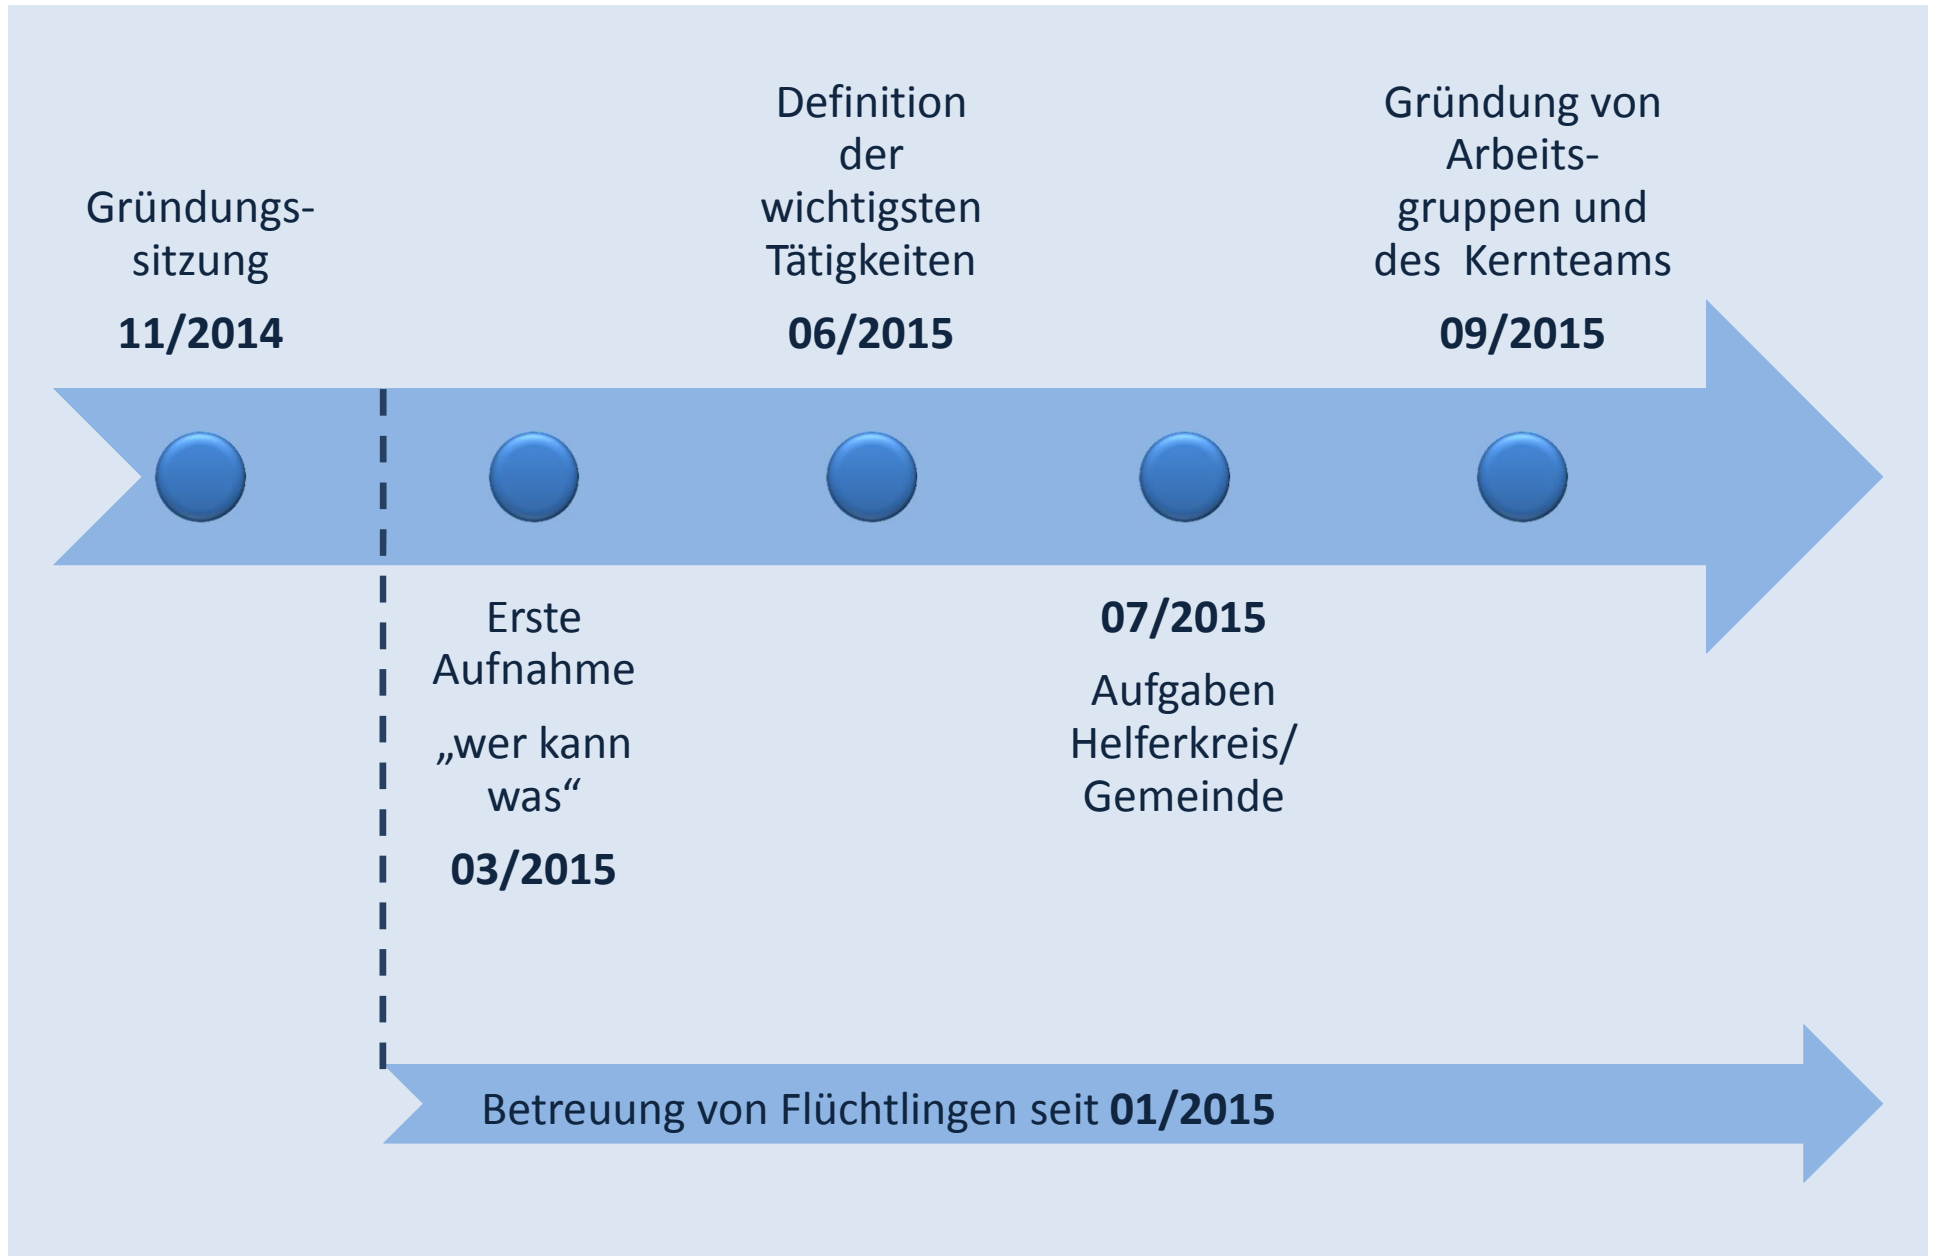 Gründungs-
sitzung
11/2014
Definition
der
wichtigsten
Tätigkeiten
06/2015
Gründung von
Arbeits-
gruppen und
des  Kernteams
09/2015
Erste
Aufnahme
„wer kann
was“
03/2015
07/2015
Aufgaben
Helferkreis/
Gemeinde
Betreuung von Flüchtlingen seit 01/2015